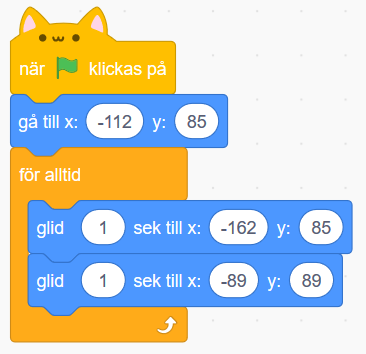 när klickas på
gå till x: -112 y: 85
för alltid
glid 1 sek till x: -162 y: 85
glid 1 sek till x: -89 y: 89